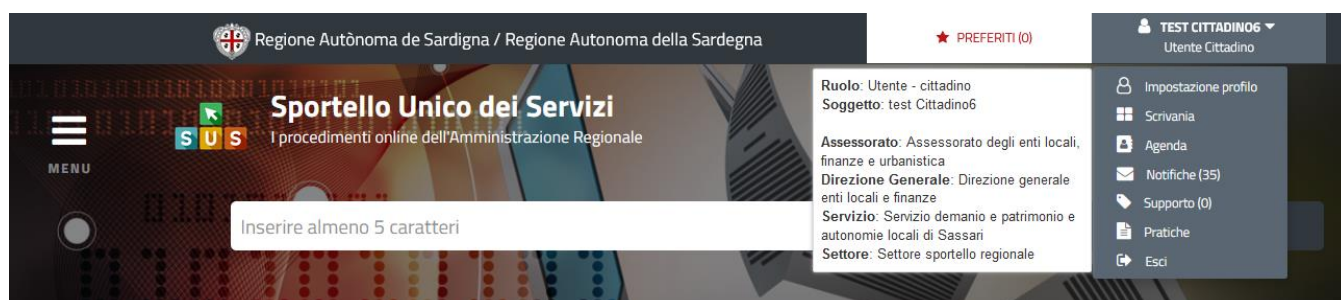 Regione Autònoma de Sardigna / Regione Autonoma della Sardegna
PREFERITI (0)
TEST CITTADINO6
Utente Cittadino
MENU
SUS
Sportello Unico dei Servizi
I procedimenti online dell'Amministrazione Regionale
Inserire almeno 5 caratteri
Ruolo: Utente - cittadino
Soggetto: test Cittadino6
Assessorato: Assessorato degli enti locali,
finanze e urbanistica
Direzione Generale: Direzione generale
enti locali e finanze
Servizio: Servizio demanio e patrimonio e
autonomie locali di Sassari
Settore: Settore sportello regionale
Impostazione profilo
Scrivania
Agenda
Notifiche (35)
Supporto (0)
Pratiche
Esci